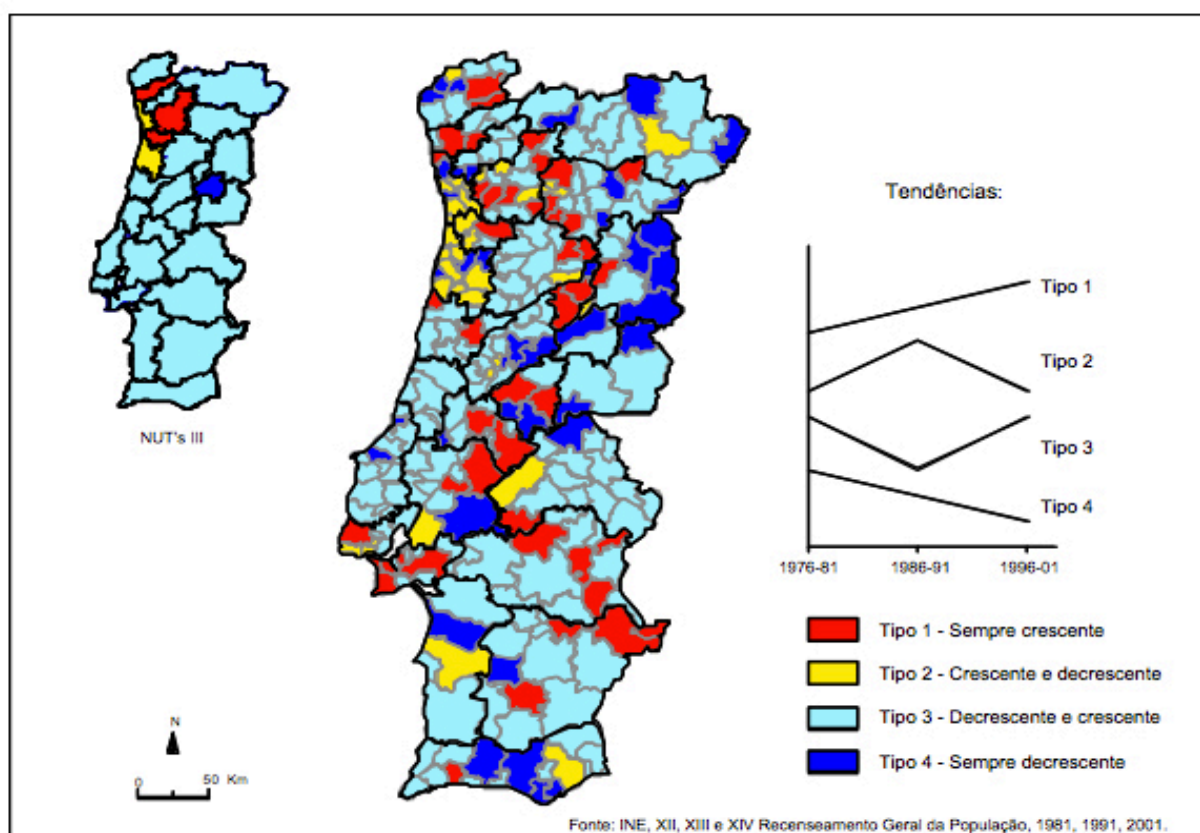 NUT's III
N
0 50 Km
Tendências:
Tipo 1
Tipo 2
Tipo 3
Tipo 4
1976-81 1986-91 1996-01
Tipo 1 - Sempre crescente
Tipo 2 - Crescente e decrescente
Tipo 3 - Decrescente e crescente
Tipo 4 - Sempre decrescente
Fonte: INE, XII, XIII e XIV Recenseamento Geral da População, 1981, 1991, 2001.